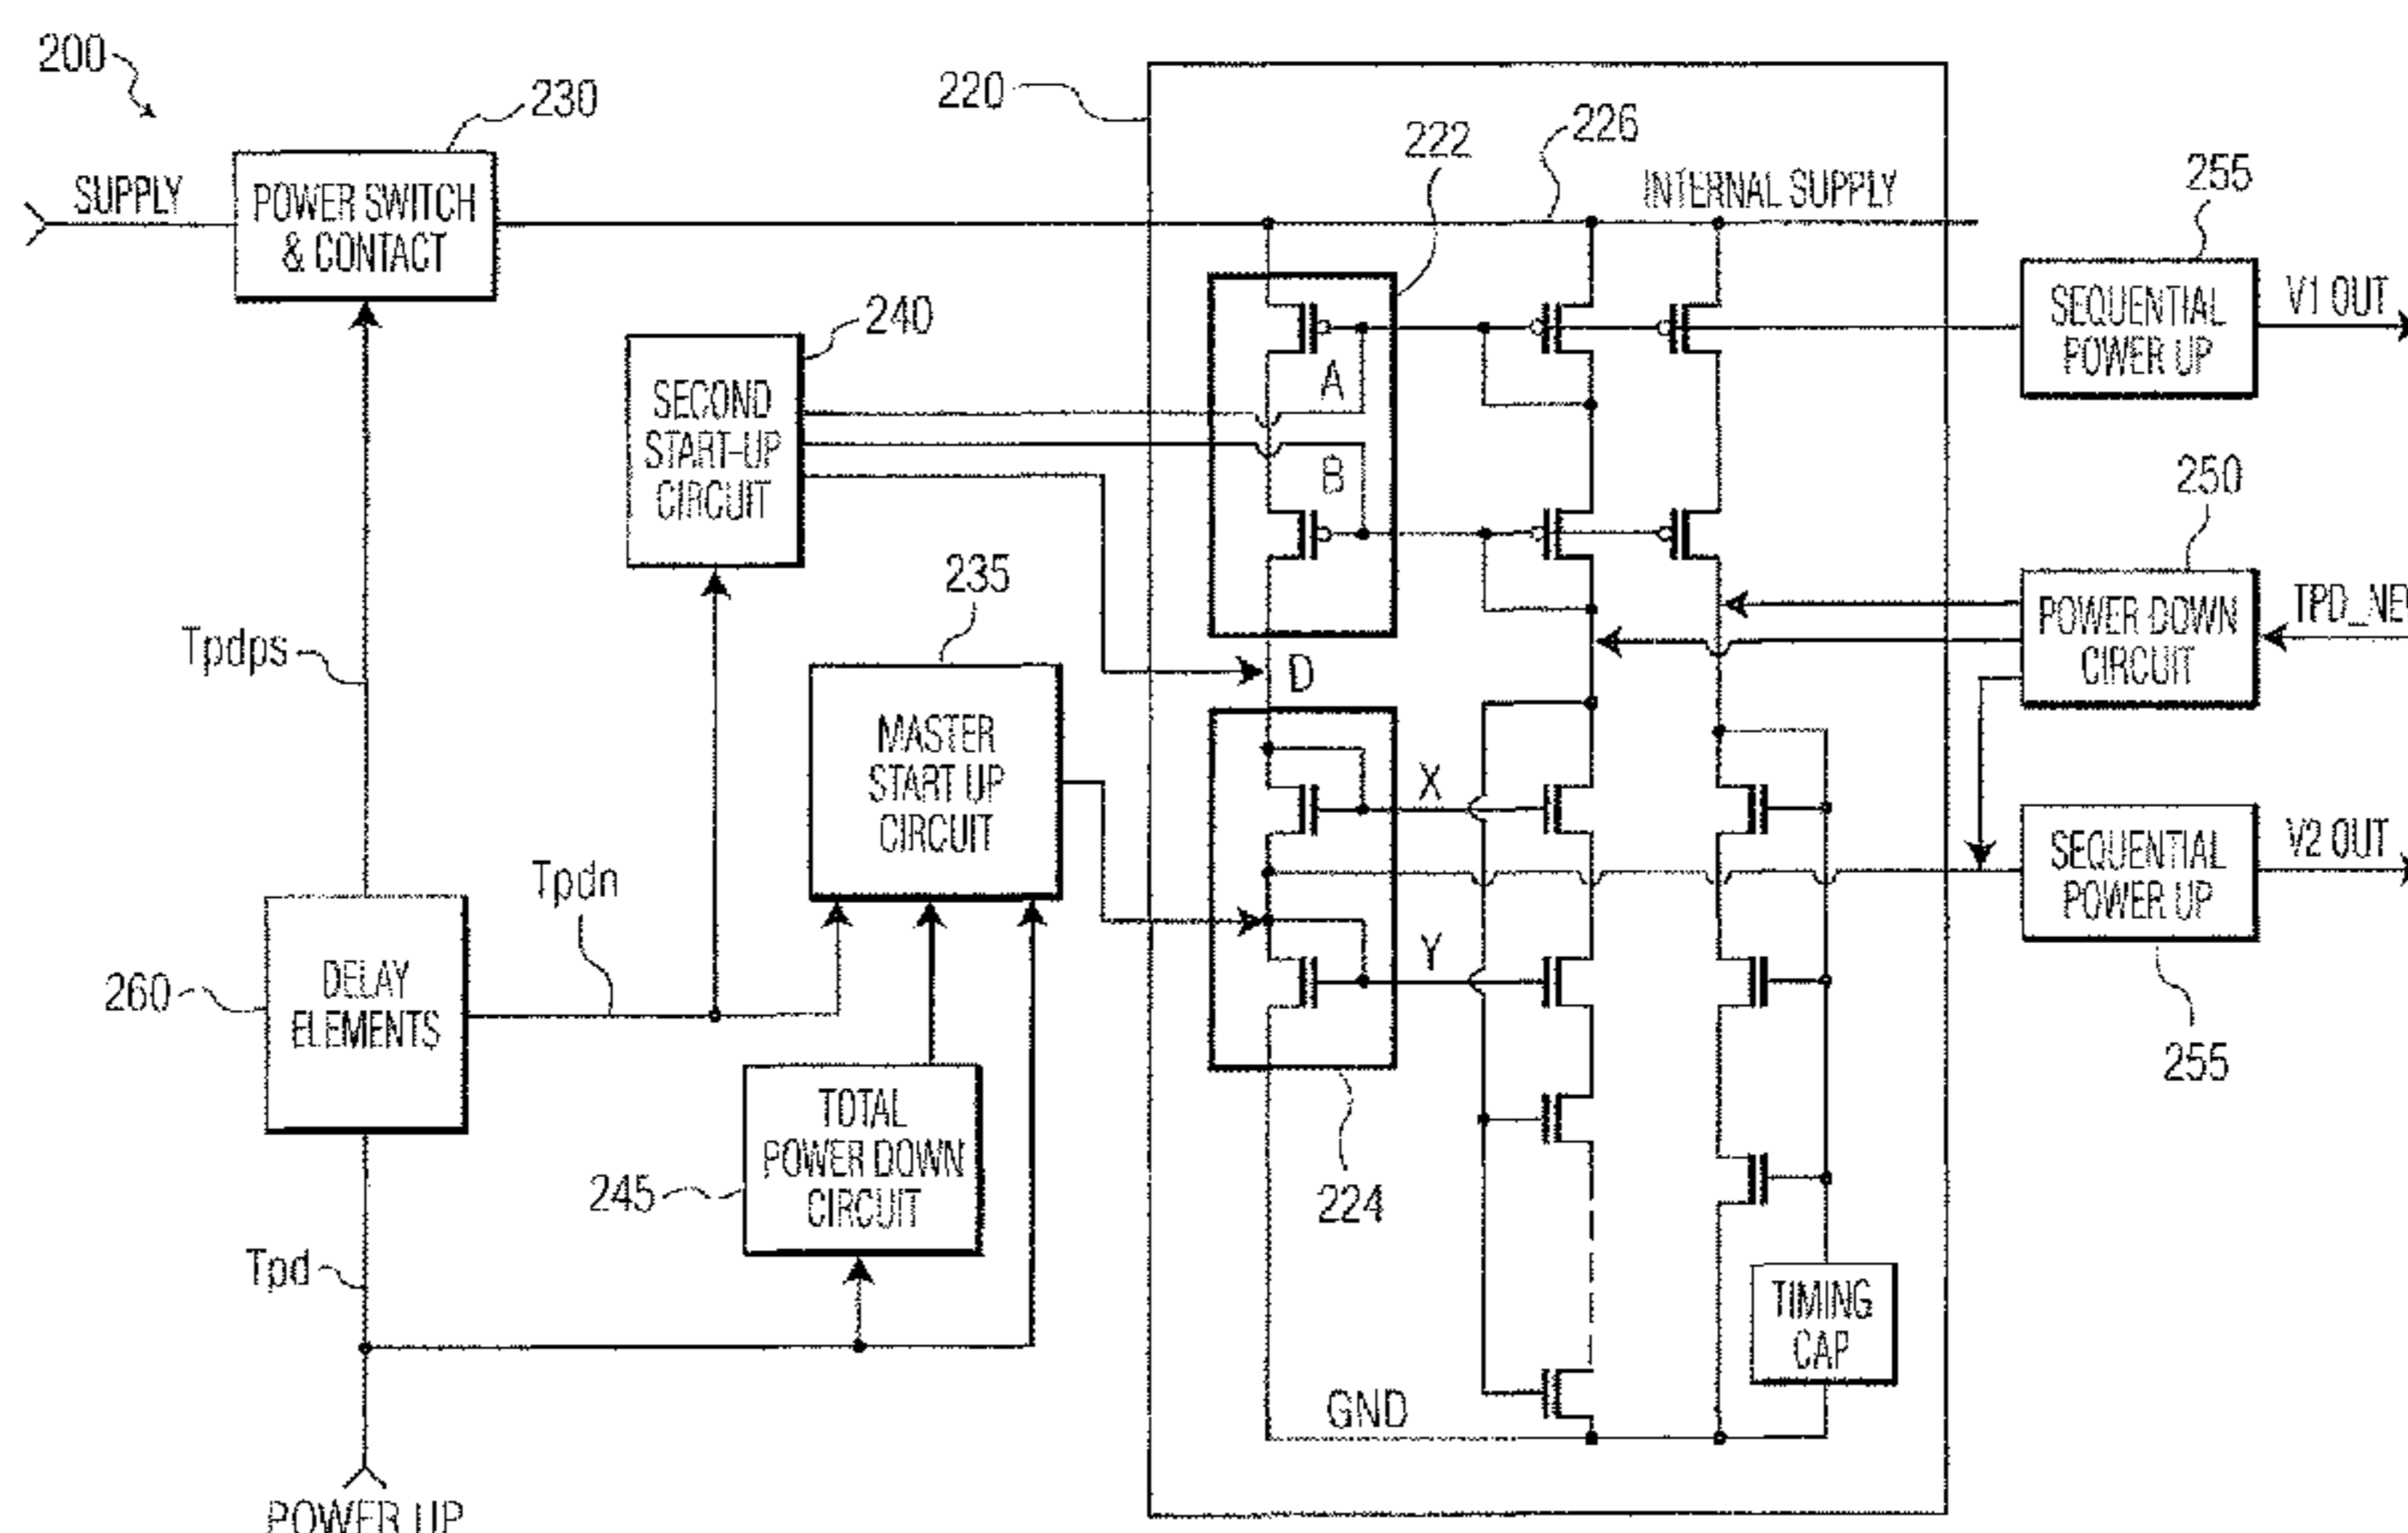 200
230
220
222
226
255
SUPPLY
POWER SWITCH
& CONTACT
INTERNAL SUPPLY
SEQUENTIAL
POWER UP
V1 OUT
240
SECOND
START-UP
CIRCUIT
A
B
250
POWER DOWN
CIRCUIT
Tpdps
235
D
MASTER
START UP
CIRCUIT
X
SEQUENTIAL
POWER UP
V2 OUT
Tpdn
Y
260
DELAY
ELEMENTS
255
TOTAL
POWER DOWN
CIRCUIT
245
224
Tpd
TIMING
CAP
GND
POWER UP